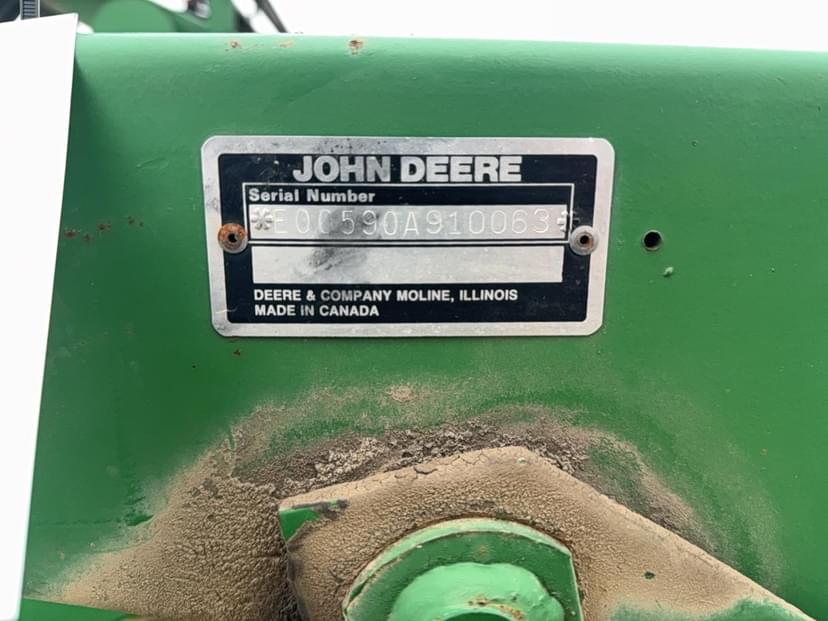 JOHN DEERE
Serial Number
*E00590A910063*
DEERE & COMPANY MOLINE, ILLINOIS
MADE IN CANADA